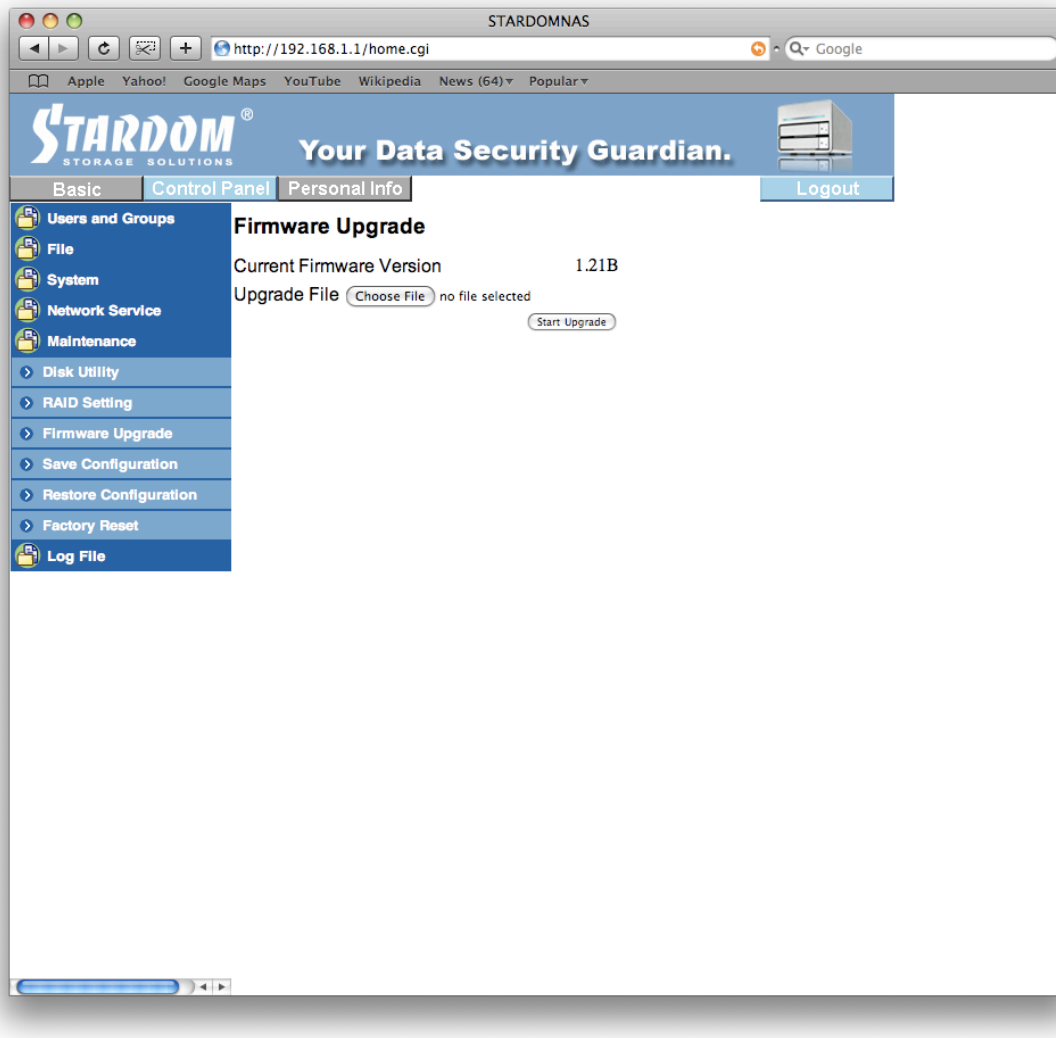 STARDOMNAS
http://192.168.1.1/home.cgi
Google
Apple Yahoo! Google Maps YouTube Wikipedia News (64) Popular
STARDOM®
STORAGE SOLUTIONS
Your Data Security Guardian.
Basic Control Panel Personal Info Logout
Users and Groups
File
System
Network Service
Maintenance
Disk Utility
RAID Setting
Firmware Upgrade
Save Configuration
Restore Configuration
Factory Reset
Log File
Firmware Upgrade
Current Firmware Version 1.21B
Upgrade File Choose File no file selected
Start Upgrade